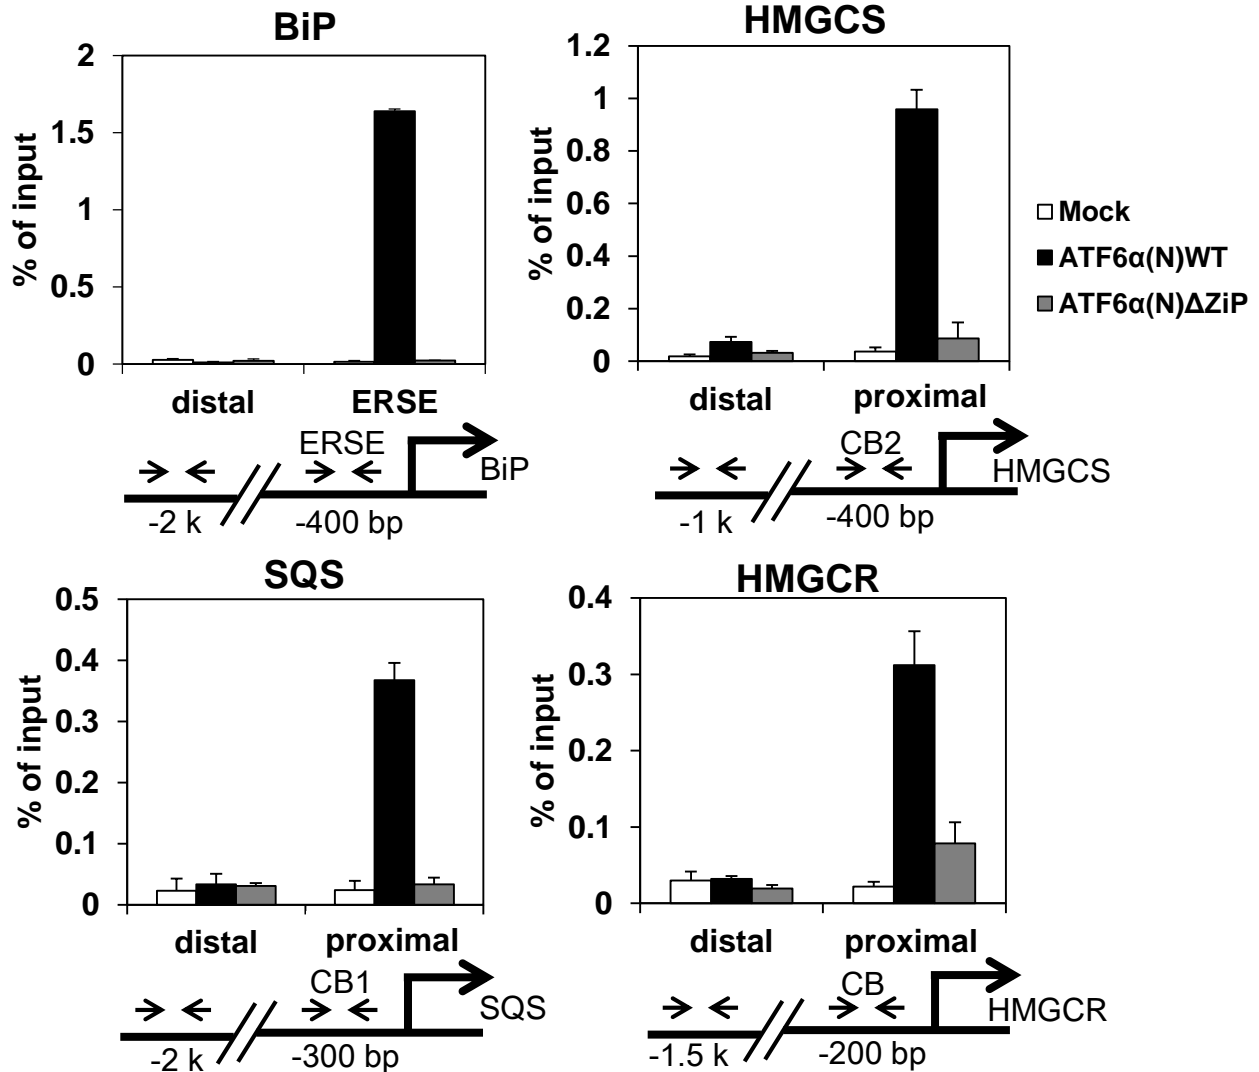 BiP
% of input
2
1.5
1
0.5
0
distal ERSE
ERSE
BiP
-2 k -400 bp
HMGCS
% of input
1.2
1
0.8
0.6
0.4
0.2
0
distal proximal
CB2
HMGCS
-1 k -400 bp
Mock
ATF6α(N)WT
ATF6α(N)ΔZiP
SQS
% of input
0.5
0.4
0.3
0.2
0.1
0
distal proximal
CB1
SQS
-2 k -300 bp
HMGCR
% of input
0.4
0.3
0.2
0.1
0
distal proximal
CB
HMGCR
-1.5 k -200 bp